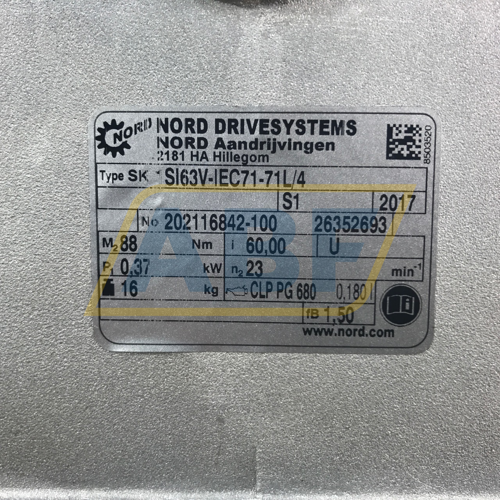 NORD
NORD DRIVESYSTEMS
NORD Aandrijvingen
2181 HA Hillegom
8503520
Type SK 1SI63V-IEC71-71L/4
S1 2017
No 202116842-100 26352693
M2 88 Nm i 60,00 U
P1 0,37 kW n2 23 min-1
16 kg CLP PG 680 0,180 l
fB 1,50
www.nord.com
ABF